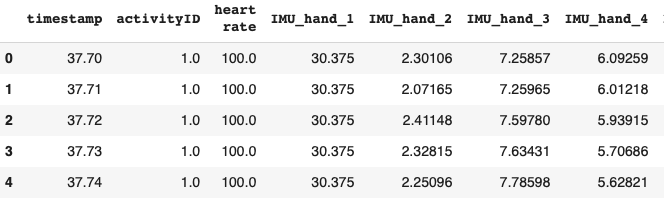 timestamp activityID heart rate IMU_hand_1 IMU_hand_2 IMU_hand_3 IMU_hand_4
0 37.70 1.0 100.0 30.375 2.30106 7.25857 6.09259
1 37.71 1.0 100.0 30.375 2.07165 7.25965 6.01218
2 37.72 1.0 100.0 30.375 2.41148 7.59780 5.93915
3 37.73 1.0 100.0 30.375 2.32815 7.63431 5.70686
4 37.74 1.0 100.0 30.375 2.25096 7.78598 5.62821